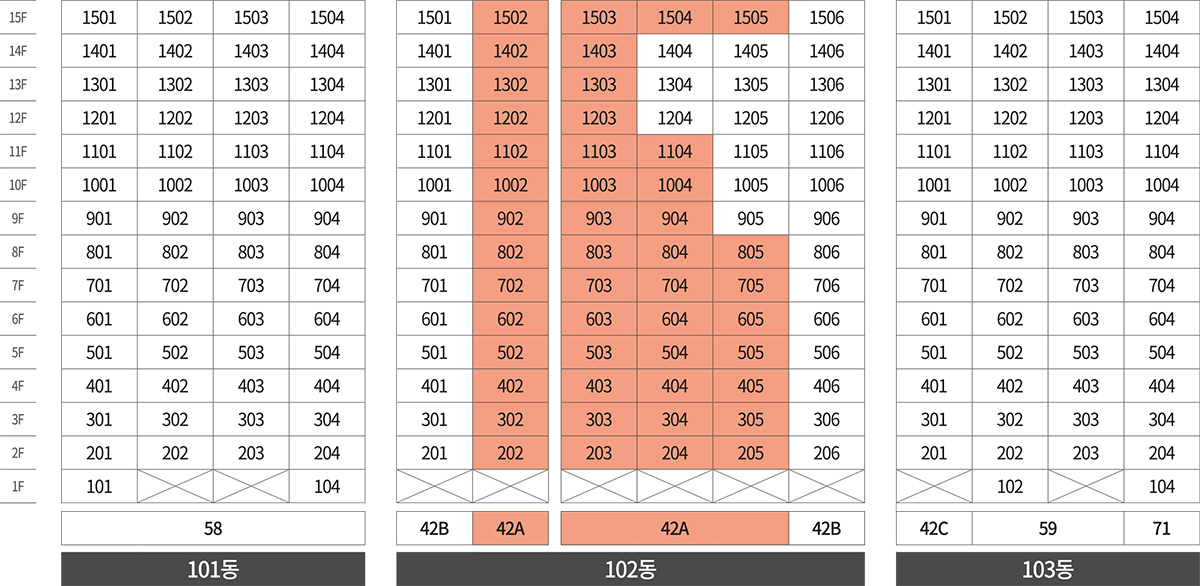 15F 1501 1502 1503 1504 1501 1502 1503 1504 1505 1506 1501 1502 1503 1504
14F 1401 1402 1403 1404 1401 1402 1403 1404 1405 1406 1401 1402 1403 1404
13F 1301 1302 1303 1304 1301 1302 1303 1304 1305 1306 1301 1302 1303 1304
12F 1201 1202 1203 1204 1201 1202 1203 1204 1205 1206 1201 1202 1203 1204
11F 1101 1102 1103 1104 1101 1102 1103 1104 1105 1106 1101 1102 1103 1104
10F 1001 1002 1003 1004 1001 1002 1003 1004 1005 1006 1001 1002 1003 1004
9F 901 902 903 904 901 902 903 904 905 906 901 902 903 904
8F 801 802 803 804 801 802 803 804 805 806 801 802 803 804
7F 701 702 703 704 701 702 703 704 705 706 701 702 703 704
6F 601 602 603 604 601 602 603 604 605 606 601 602 603 604
5F 501 502 503 504 501 502 503 504 505 506 501 502 503 504
4F 401 402 403 404 401 402 403 404 405 406 401 402 403 404
3F 301 302 303 304 301 302 303 304 305 306 301 302 303 304
2F 201 202 203 204 201 202 203 204 205 206 201 202 203 204
1F 101 104 102 104
58 42B 42A 42A 42B 42C 59 71
101동 102동 103동